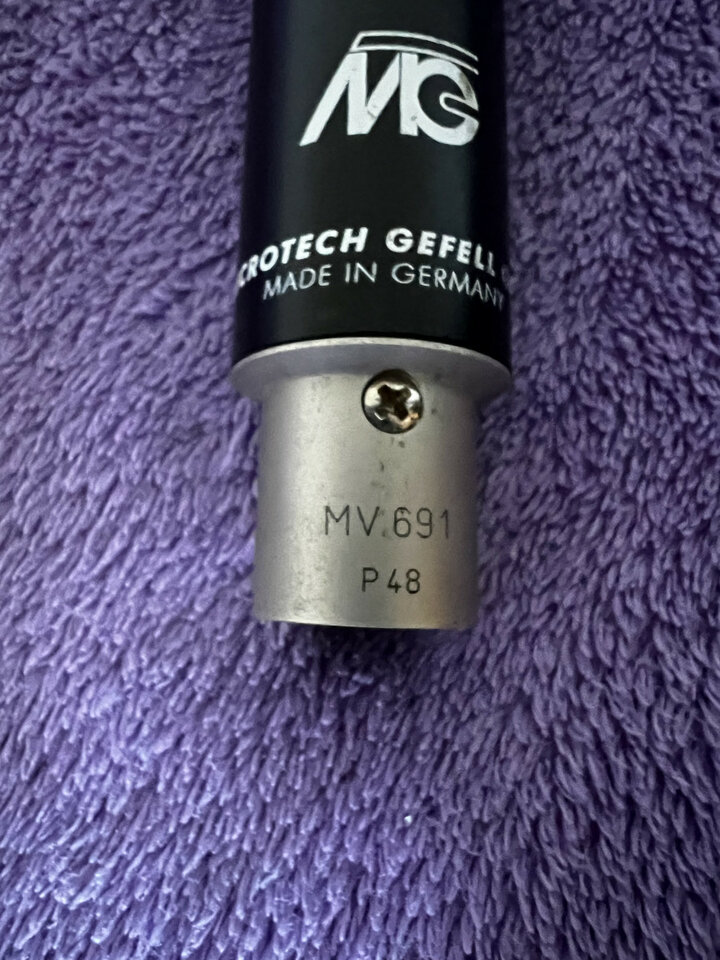 MG
CROTECH GEFELL
MADE IN GERMANY
MV.691
P48